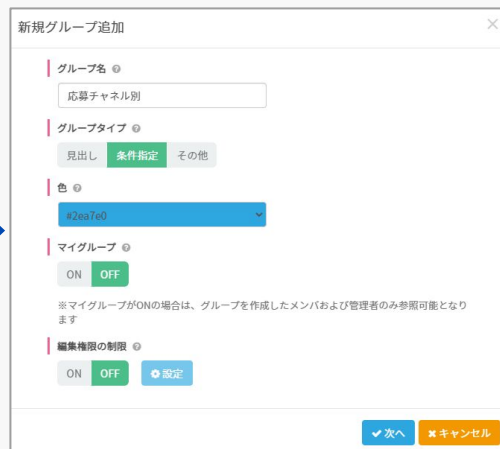 新規グループ追加
グループ名
応募チャネル別
グループタイプ
見出し 条件指定 その他
色
#2ea7e0
マイグループ
ON OFF
※マイグループがONの場合は、グループを作成したメンバおよび管理者のみ参照可能となり
ます
編集権限の制限
ON OFF 設定
次へ キャンセル